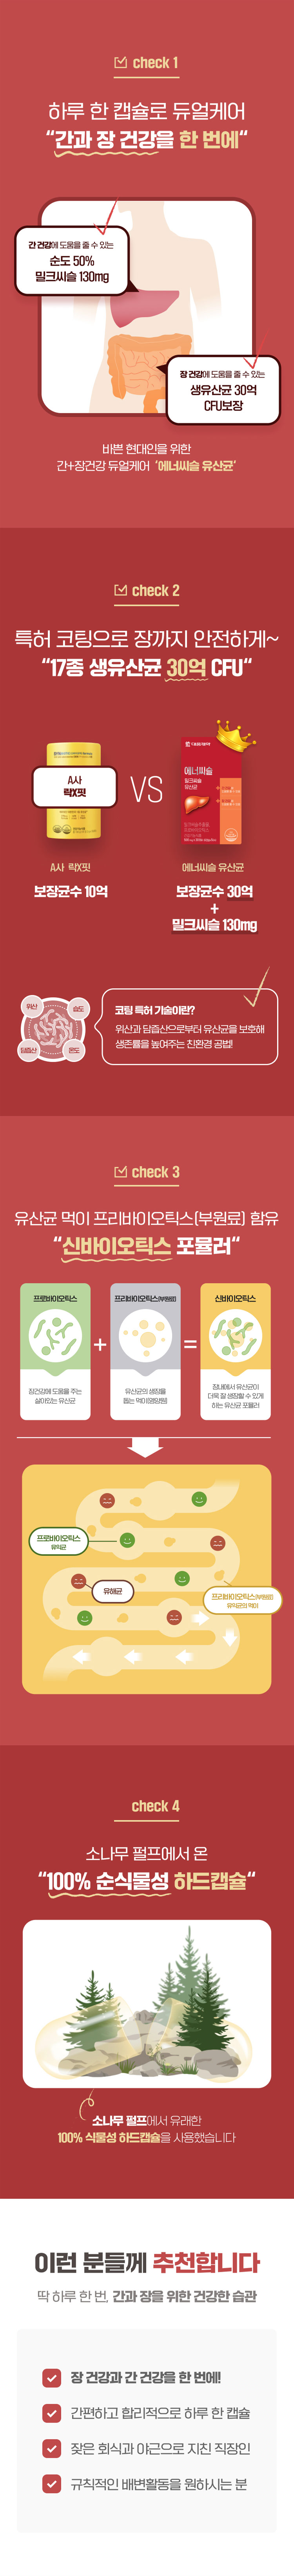 check 1
하루 한 캡슐로 듀얼케어
“간과 장 건강을 한 번에“
간 건강에 도움을 줄 수 있는
순도 50%
밀크씨슬 130mg
장 건강에 도움을 줄 수 있는
생유산균 30억
CFU보장
바쁜 현대인을 위한
간+장건강 듀얼케어 ‘에너씨슬 유산균’
check 2
특허 코팅으로 장까지 안전하게~
“17종 생유산균 30억 CFU“
A사
락X핏
VS
에너씨슬
밀크씨슬
유산균
A사 락X핏
보장균수 10억
에너씨슬 유산균
보장균수 30억
+
밀크씨슬 130mg
위산
습도
담즙산
온도
코팅 특허 기술이란?
위산과 담즙산으로부터 유산균을 보호해
생존률을 높여주는 친환경 공법!
check 3
유산균 먹이 프리바이오틱스(부원료) 함유
“신바이오틱스 포뮬러“
프로바이오틱스
장건강에 도움을 주는
살아있는 유산균
+
프리바이오틱스(부원료)
유산균의 생장을
돕는 먹이(영양원)
=
신바이오틱스
장내에서 유산균이
더욱 잘 생장할 수 있게
하는 유산균 포뮬러
프로바이오틱스
유익균
유해균
프리바이오틱스(부원료)
유익균의 먹이
check 4
소나무 펄프에서 온
“100% 순식물성 하드캡슐“
소나무 펄프에서 유래한
100% 식물성 하드캡슐을 사용했습니다
이런 분들께 추천합니다
딱 하루 한 번, 간과 장을 위한 건강한 습관
장 건강과 간 건강을 한 번에!
간편하고 합리적으로 하루 한 캡슐
잦은 회식과 야근으로 지친 직장인
규칙적인 배변활동을 원하시는 분